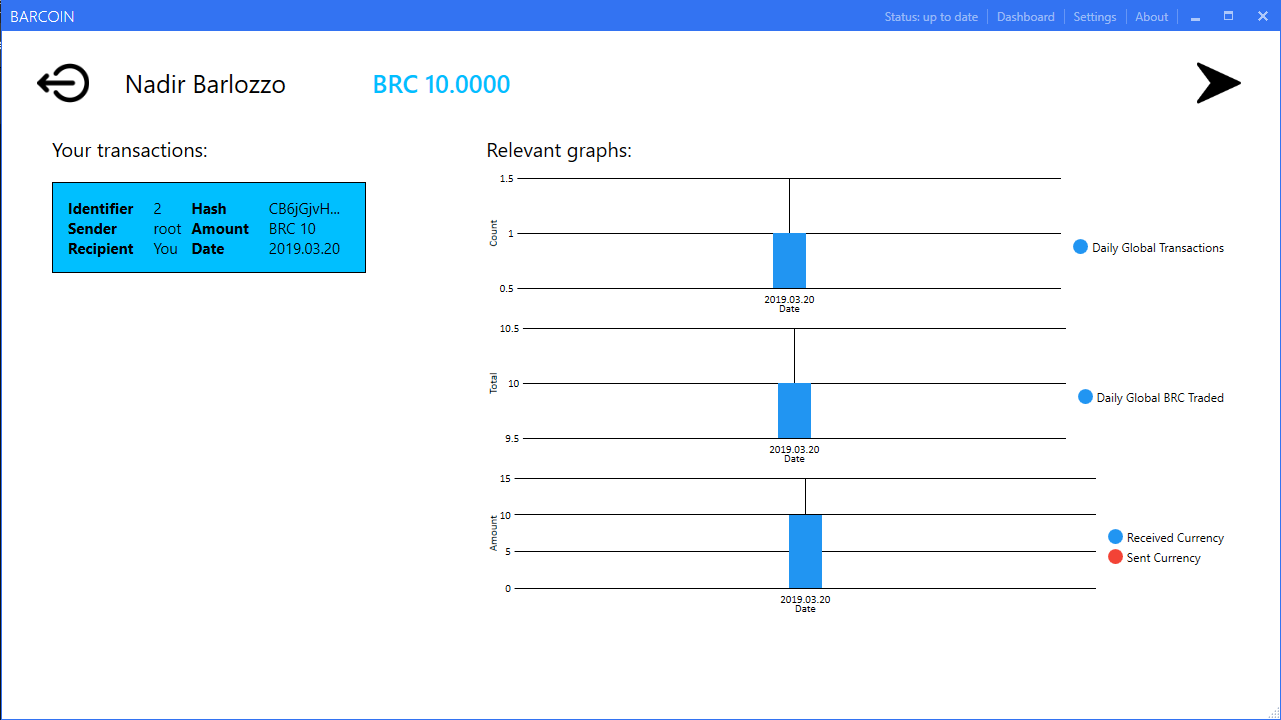 BARCOIN
Status: up to date Dashboard Settings About
Nadir Barlozzo BRC 10.0000
Your transactions:
Identifier 2 Hash CB6jGjvH...
Sender root Amount BRC 10
Recipient You Date 2019.03.20
Relevant graphs:
1.5
Count
1
0.5
2019.03.20
Date
Daily Global Transactions
10.5
Total
10
9.5
2019.03.20
Date
Daily Global BRC Traded
15
10
Amount
5
0
2019.03.20
Date
Received Currency
Sent Currency